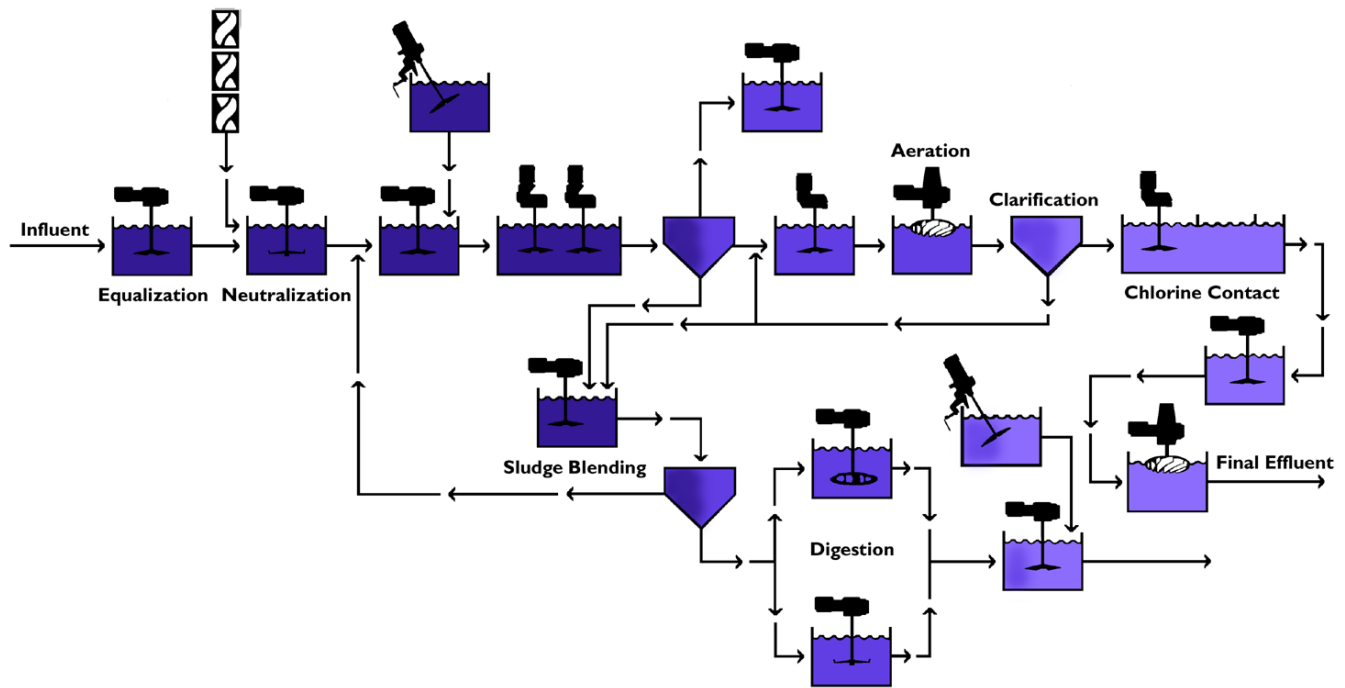 Aeration
Clarification
Influent
Equalization
Neutralization
Chlorine Contact
Sludge Blending
Final Effluent
Digestion